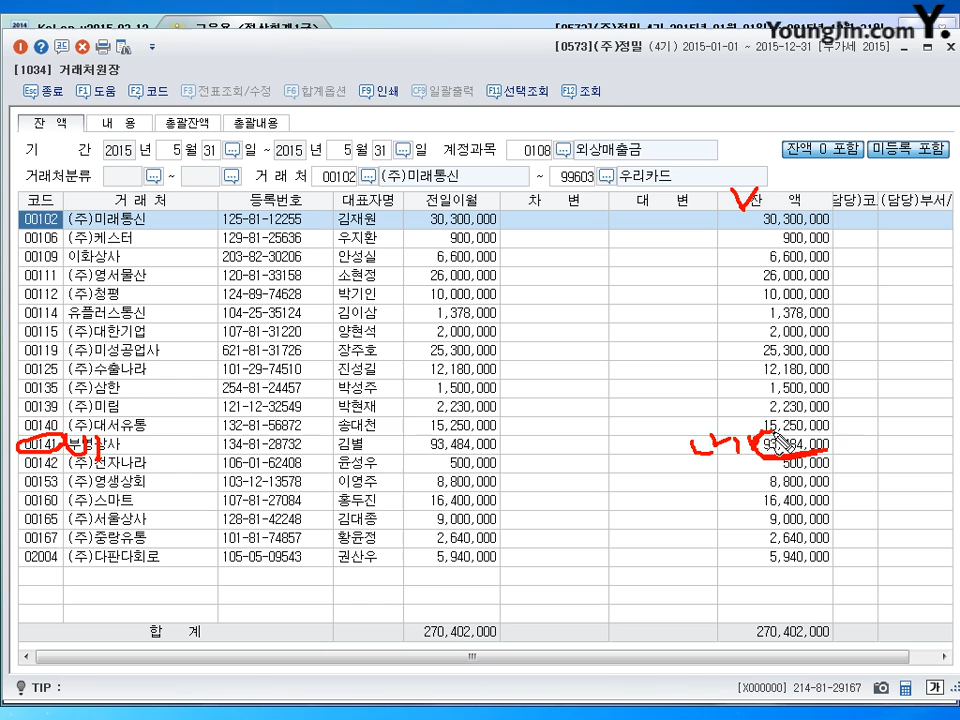 YoungJin.com Y.
[0573](주)정밀 (4기) 2015-01-01 ~ 2015-12-31 [부가세 2015]
[1034] 거래처원장
Esc 종료 F1 도움 F2 코드 F3 전표조회/수정 F6 합계옵션 F9 인쇄 CF9 일괄출력 F11 선택조회 F12 조회
잔 액 내 용 총괄잔액 총괄내용
기 간 2015 년 5 월 31 일 ~ 2015 년 5 월 31 일 계정과목 0108 외상매출금 잔액 0 포함 미등록 포함
거래처분류 ~ 거 래 처 00102 (주)미래통신 ~ 99603 우리카드
코드 거 래 처 등록번호 대표자명 전일이월 차 변 대 변 잔 액 담당)코 (담당)부서/
00102 (주)미래통신 125-81-12255 김재원 30,300,000 30,300,000
00106 (주)케스터 129-81-25636 우지환 900,000 900,000
00109 이화상사 203-82-30206 안성실 6,600,000 6,600,000
00111 (주)영서물산 120-81-33158 소현정 26,000,000 26,000,000
00112 (주)청평 124-89-74628 박기인 10,000,000 10,000,000
00114 유플러스통신 104-25-35124 김이삼 1,378,000 1,378,000
00115 (주)대한기업 107-81-31220 양현석 2,000,000 2,000,000
00119 (주)미성공업사 621-81-31726 장주호 25,300,000 25,300,000
00125 (주)수출나라 101-29-74510 진성길 12,180,000 12,180,000
00135 (주)삼한 254-81-24457 박성주 1,500,000 1,500,000
00139 (주)미럼 121-12-32549 박현재 2,230,000 2,230,000
00140 (주)대서유통 132-81-56872 송대천 15,250,000 15,250,000
00141 상사 134-81-28732 김별 93,484,000 93,484,000
00142 (주)전자나라 106-01-62408 윤성우 500,000 500,000
00153 (주)영생상회 103-12-13578 이영주 8,800,000 8,800,000
00160 (주)스마트 107-81-27084 홍두진 16,400,000 16,400,000
00165 (주)서울상사 128-81-42248 김대종 9,000,000 9,000,000
00167 (주)중량유통 101-81-74857 황윤정 2,640,000 2,640,000
02004 (주)다판다회로 105-05-09543 권산우 5,940,000 5,940,000
합 계 270,402,000 270,402,000
TIP : [X000000] 214-81-29167 가